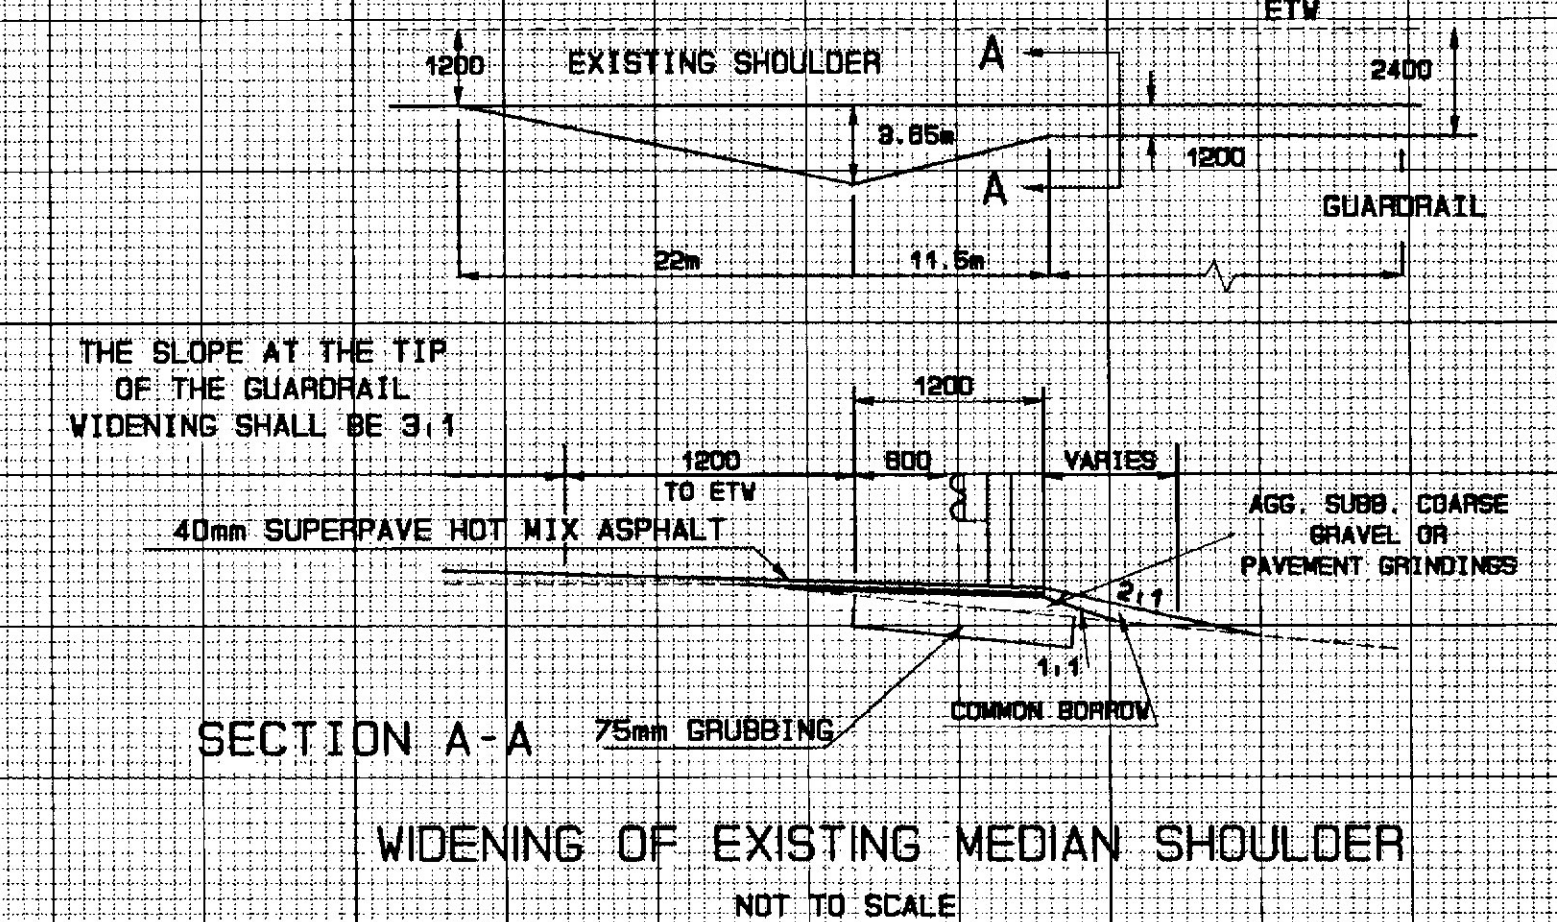 ETW
1200
EXISTING SHOULDER
A
2400
3.65m
1200
A
GUARDRAIL
22m
11.5m
THE SLOPE AT THE TIP
OF THE GUARDRAIL
WIDENING SHALL BE 3:1
1200
1200
TO ETW
600
VARIES
AGG. SUBB. COARSE
GRAVEL OR
PAVEMENT GRINDINGS
40mm SUPERPAVE HOT MIX ASPHALT
2:1
1:1
COMMON BORROW
SECTION A-A
75mm GRUBBING
WIDENING OF EXISTING MEDIAN SHOULDER
NOT TO SCALE